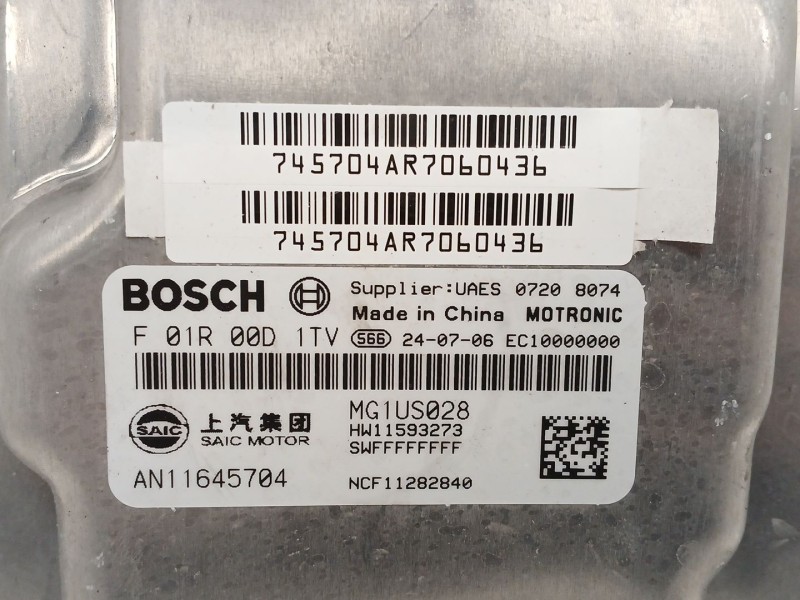 745704AR7060436
745704AR7060436
BOSCH Supplier:UAES 0720 8074
Made in China MOTRONIC
F 01R 00D 1TV S66 24-07-06 EC10000000
SAIC 上汽集团 MG1US028
SAIC MOTOR HW11593273
SWFFFFFFFF
AN11645704 NCF11282840